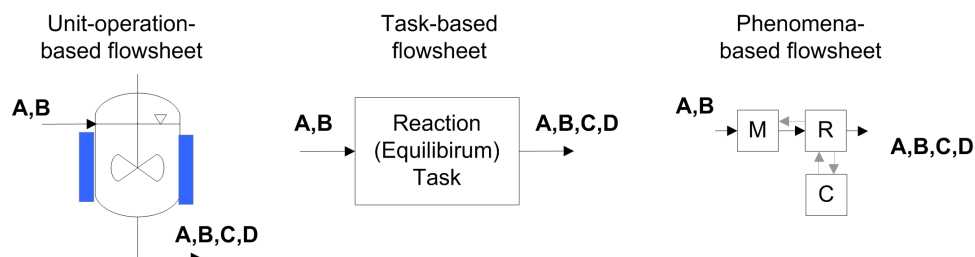 Unit-operation-
based flowsheet
A,B
A,B,C,D
Task-based
flowsheet
A,B
Reaction
(Equilibirum)
Task
A,B,C,D
Phenomena-
based flowsheet
A,B
M
R
C
A,B,C,D